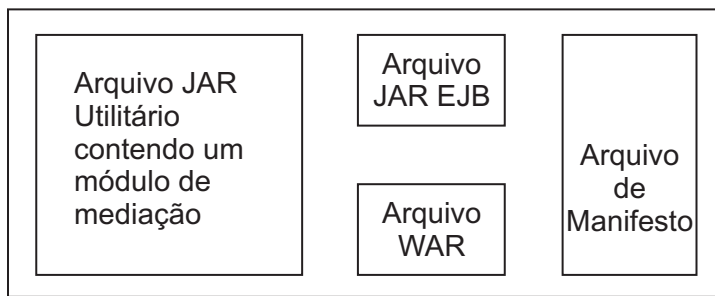 Arquivo JAR
Utilitário
contendo um
módulo de
mediação
Arquivo
JAR EJB
Arquivo
WAR
Arquivo
de
Manifesto